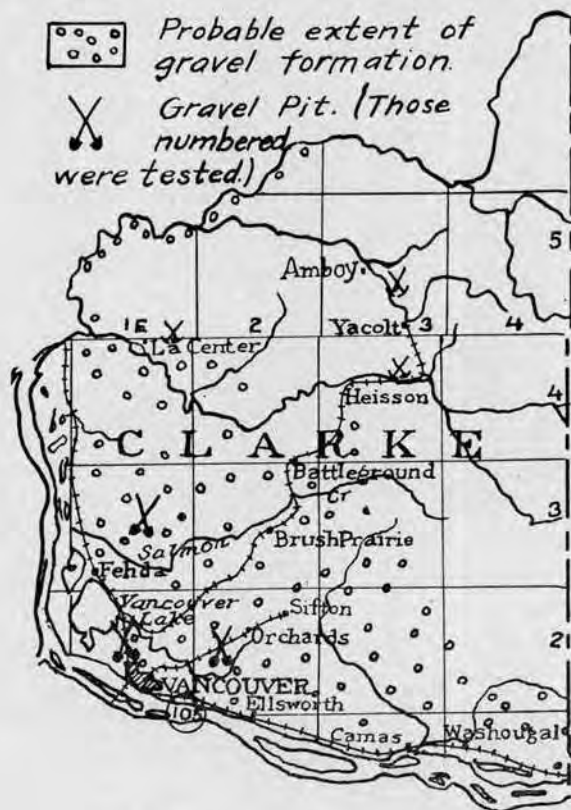 Probable extent of
gravel formation.
Gravel Pit. (Those
numbered
were tested.)
5
Amboy
1E
2
Yacolt
3
4
La Center
Heisson
4
CLARKE
Battleground
Cr
3
Salmon
Brush Prairie
Felida
Vancouver
Lake
Sifton
Orchards
2
VANCOUVER
Ellsworth
105
Camas
Washougal